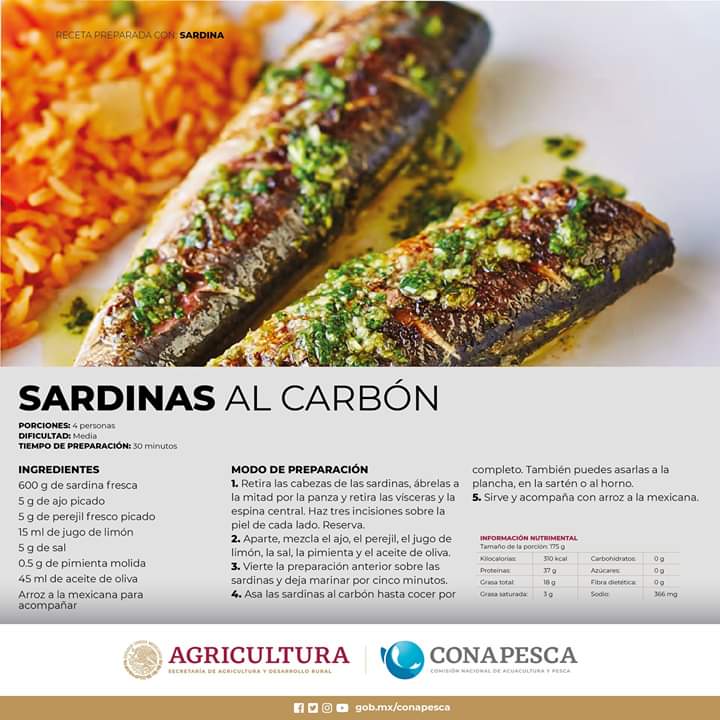 RECETA PREPARADA CON: SARDINA
SARDINAS AL CARBÓN
PORCIONES: 4 personas
DIFICULTAD: Media
TIEMPO DE PREPARACIÓN: 30 minutos
INGREDIENTES
600 g de sardina fresca
5 g de ajo picado
5 g de perejil fresco picado
15 ml de jugo de limón
5 g de sal
0.5 g de pimienta molida
45 ml de aceite de oliva
Arroz a la mexicana para
acompañar
MODO DE PREPARACIÓN
1. Retira las cabezas de las sardinas, ábrelas a
la mitad por la panza y retira las vísceras y la
espina central. Haz tres incisiones sobre la
piel de cada lado. Reserva.
2. Aparte, mezcla el ajo, el perejil, el jugo de
limón, la sal, la pimienta y el aceite de oliva.
3. Vierte la preparación anterior sobre las
sardinas y deja marinar por cinco minutos.
4. Asa las sardinas al carbón hasta cocer por
completo. También puedes asarlas a la
plancha, en la sartén o al horno.
5. Sirve y acompaña con arroz a la mexicana.
INFORMACIÓN NUTRIMENTAL
Tamaño de la porción: 175 g
Kilocalorías: 310 kcal Carbohidratos: 0 g
Proteínas: 37 g Azúcares: 0 g
Grasa total: 18 g Fibra dietética: 0 g
Grasa saturada: 3 g Sodio: 366 mg
AGRICULTURA
SECRETARÍA DE AGRICULTURA Y DESARROLLO RURAL
CONAPESCA
COMISIÓN NACIONAL DE ACUACULTURA Y PESCA
gob.mx/conapesca